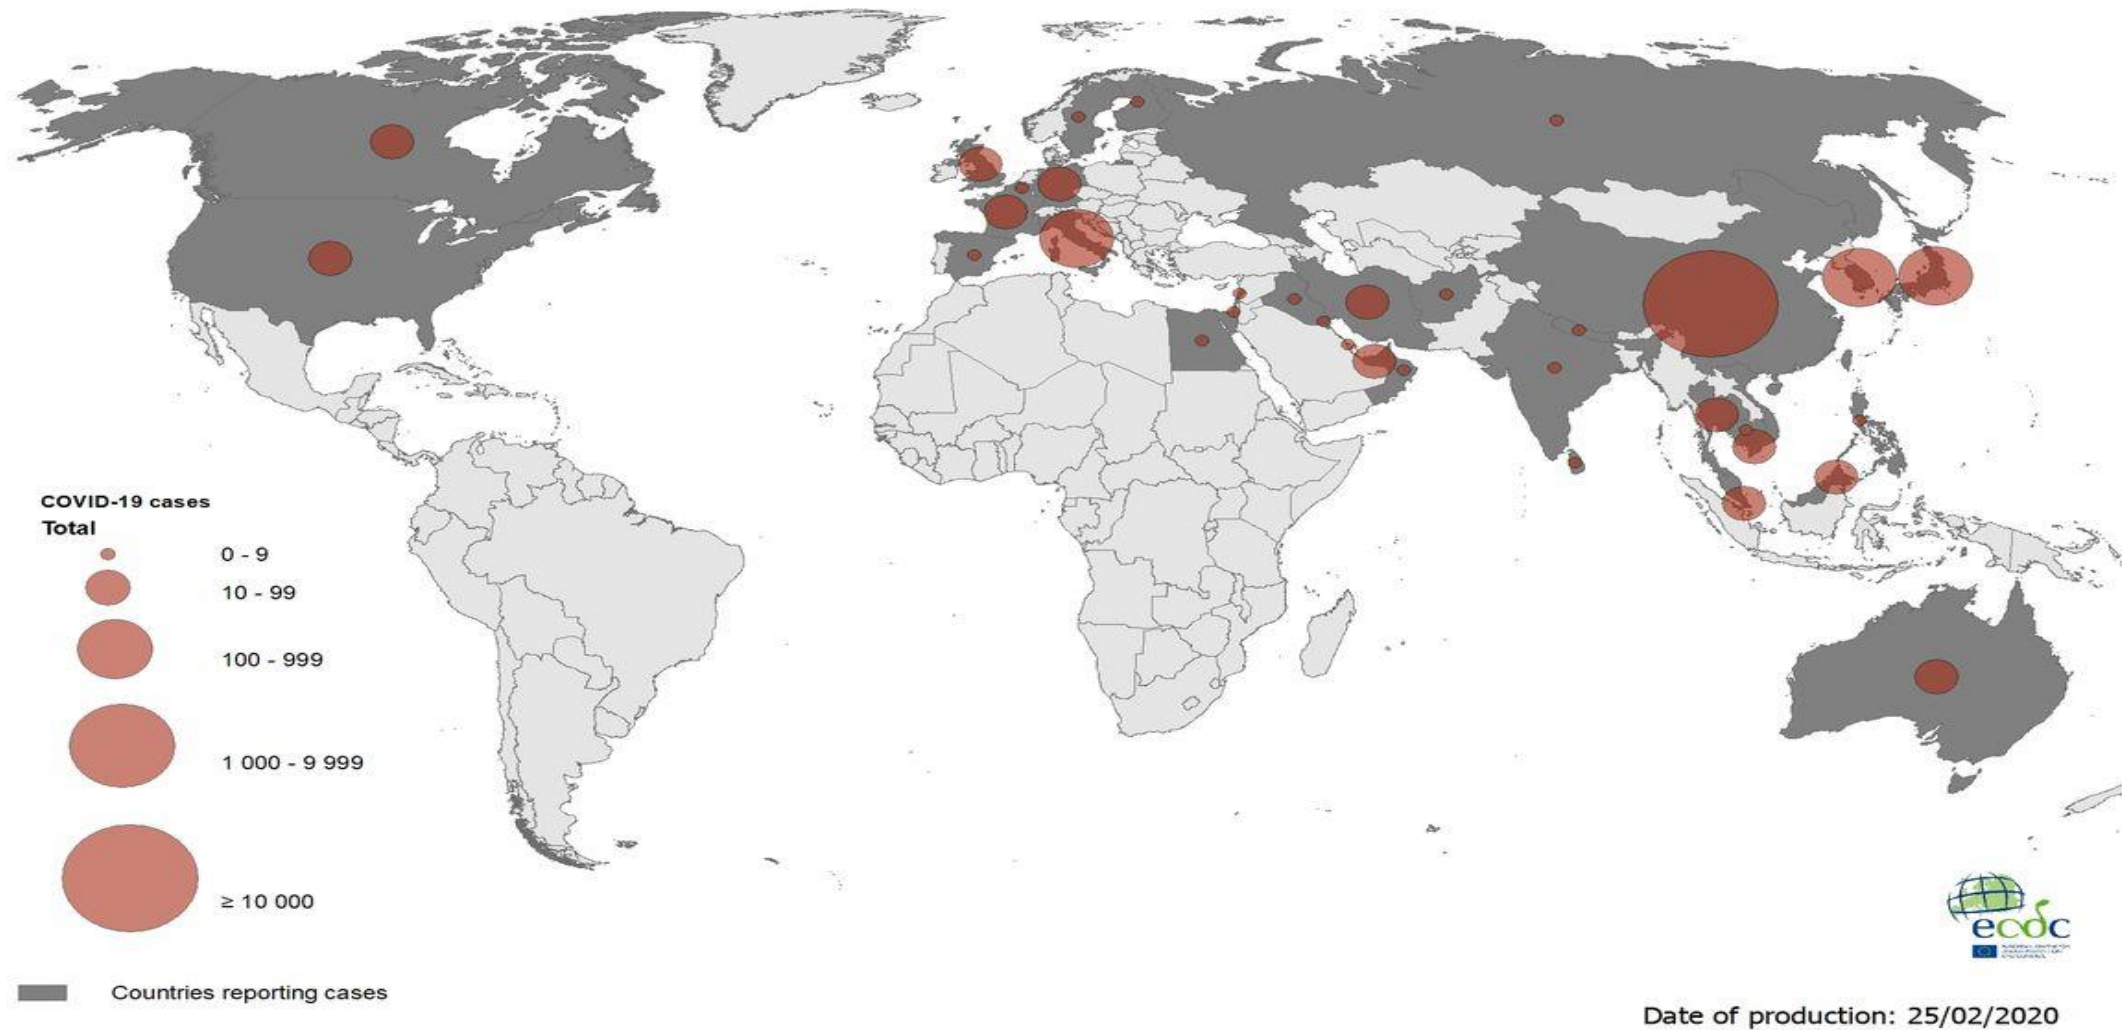 COVID-19 cases
Total
0 - 9
10 - 99
100 - 999
1 000 - 9 999
≥ 10 000
Countries reporting cases
ecdc
Date of production: 25/02/2020